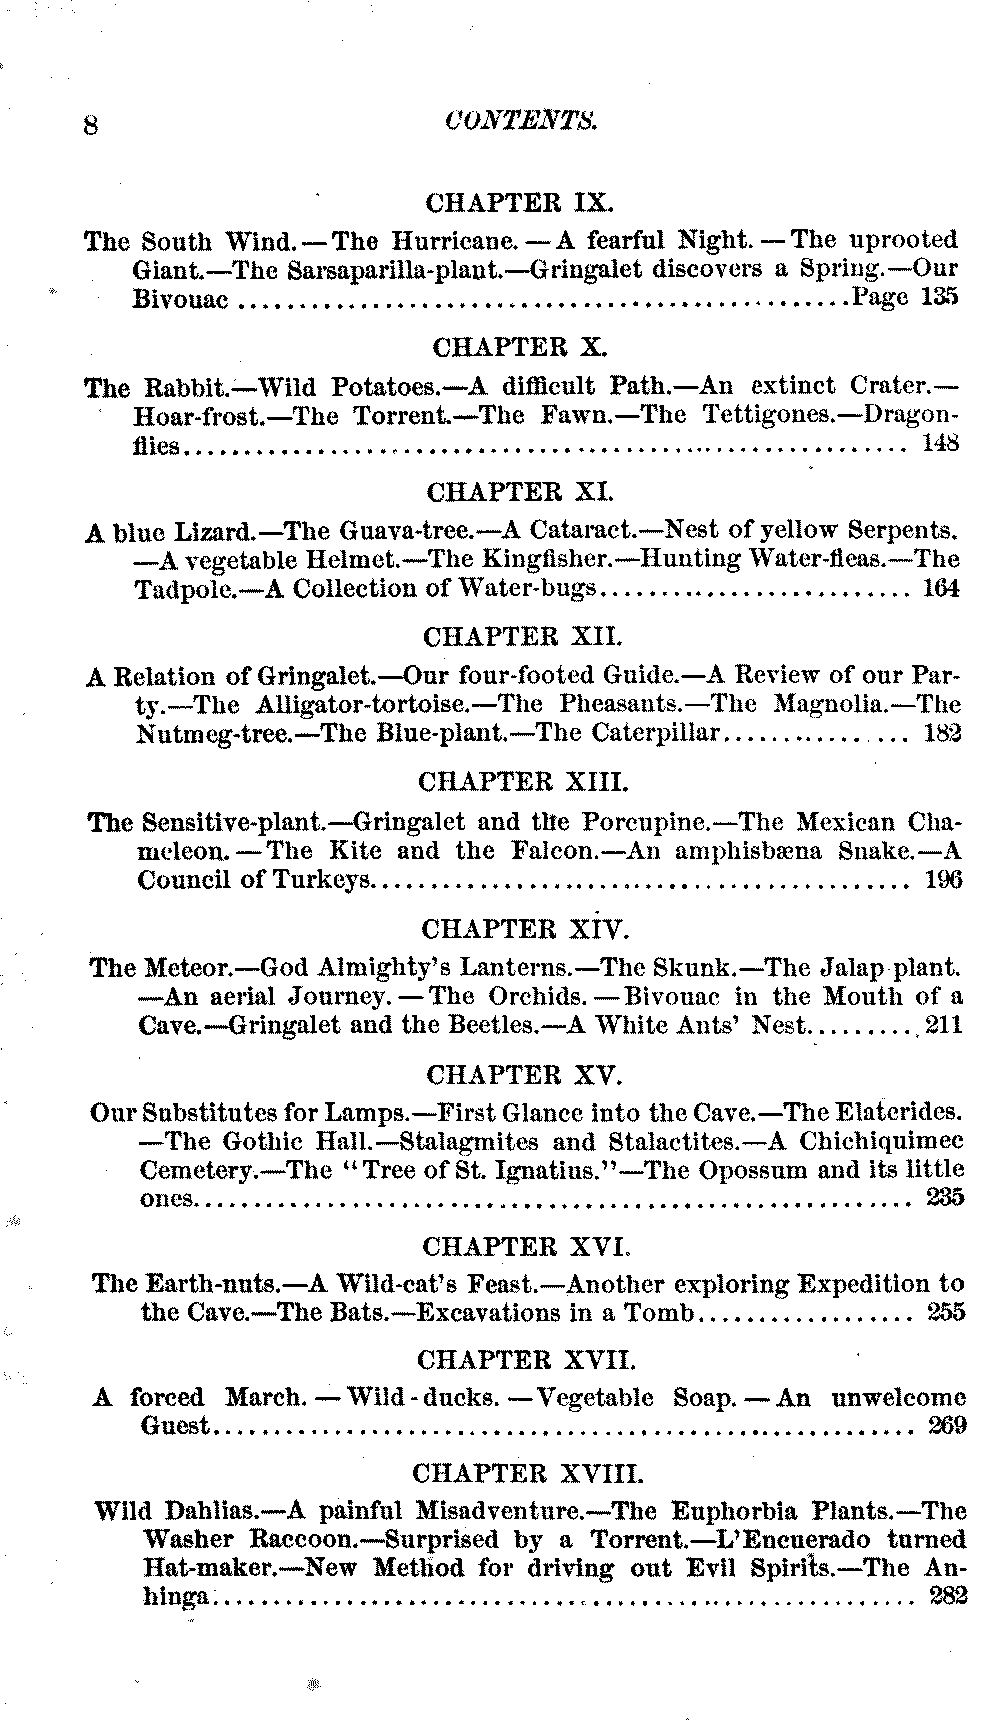 8 CONTENTS.
CHAPTER IX.
The South Wind.—The Hurricane.—A fearful Night.—The uprooted
Giant.—The Sarsaparilla-plant.—Gringalet discovers a Spring.—Our
Bivouac ..................................................Page 135
CHAPTER X.
The Rabbit.—Wild Potatoes.—A difficult Path.—An extinct Crater.—
Hoar-frost.—The Torrent.—The Fawn.—The Tettigones.—Dragon-
flies........................................................... 148
CHAPTER XI.
A blue Lizard.—The Guava-tree.—A Cataract.—Nest of yellow Serpents.
—A vegetable Helmet.—The Kingfisher.—Hunting Water-fleas.—The
Tadpole.—A Collection of Water-bugs.......................... 164
CHAPTER XII.
A Relation of Gringalet.—Our four-footed Guide.—A Review of our Par-
ty.—The Alligator-tortoise.—The Pheasants.—The Magnolia.—The
Nutmeg-tree.—The Blue-plant.—The Caterpillar................ 182
CHAPTER XIII.
The Sensitive-plant.—Gringalet and the Porcupine.—The Mexican Cha-
meleon.—The Kite and the Falcon.—An amphisbæna Snake.—A
Council of Turkeys............................................ 196
CHAPTER XIV.
The Meteor.—God Almighty's Lanterns.—The Skunk.—The Jalap plant.
—An aerial Journey.—The Orchids.—Bivouac in the Mouth of a
Cave.—Gringalet and the Beetles.—A White Ants' Nest.......... 211
CHAPTER XV.
Our Substitutes for Lamps.—First Glance into the Cave.—The Elaterides.
—The Gothic Hall.—Stalagmites and Stalactites.—A Chichiquimec
Cemetery.—The "Tree of St. Ignatius."—The Opossum and its little
ones........................................................... 235
CHAPTER XVI.
The Earth-nuts.—A Wild-cat's Feast.—Another exploring Expedition to
the Cave.—The Bats.—Excavations in a Tomb.................. 255
CHAPTER XVII.
A forced March.—Wild-ducks.—Vegetable Soap.—An unwelcome
Guest.......................................................... 269
CHAPTER XVIII.
Wild Dahlias.—A painful Misadventure.—The Euphorbia Plants.—The
Washer Raccoon.—Surprised by a Torrent.—L'Encuerado turned
Hat-maker.—New Method for driving out Evil Spirits.—The An-
hinga.......................................................... 282